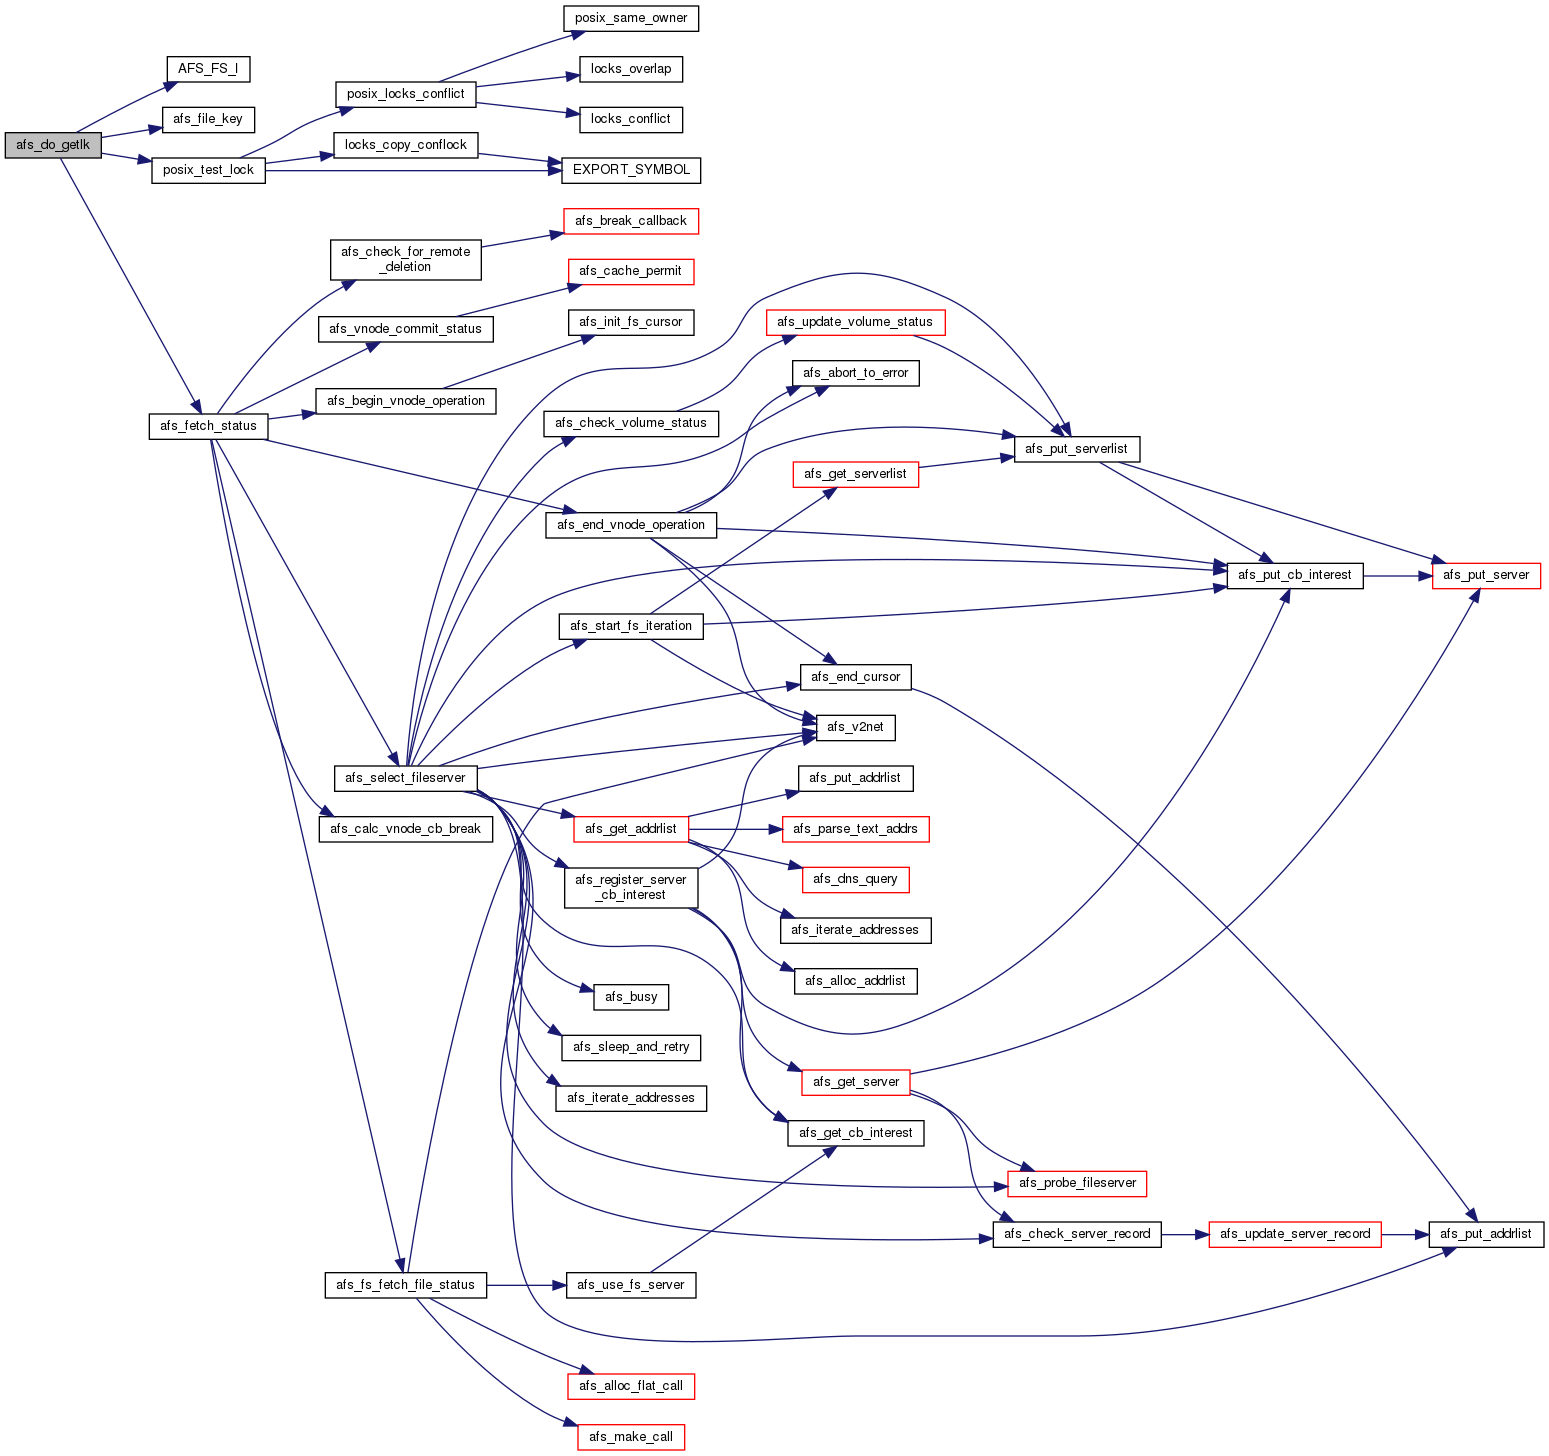 posix_same_owner
AFS_FS_I
locks_overlap
posix_locks_conflict
afs_file_key
locks_conflict
afs_do_getlk
locks_copy_conflock
posix_test_lock
EXPORT_SYMBOL
afs_break_callback
afs_check_for_remote
_deletion
afs_cache_permit
afs_vnode_commit_status
afs_init_fs_cursor
afs_update_volume_status
afs_abort_to_error
afs_begin_vnode_operation
afs_fetch_status
afs_check_volume_status
afs_put_serverlist
afs_get_serverlist
afs_end_vnode_operation
afs_put_cb_interest
afs_put_server
afs_start_fs_iteration
afs_end_cursor
afs_v2net
afs_select_fileserver
afs_put_addrlist
afs_calc_vnode_cb_break
afs_get_addrlist
afs_parse_text_addrs
afs_register_server
_cb_interest
afs_dns_query
afs_iterate_addresses
afs_alloc_addrlist
afs_busy
afs_sleep_and_retry
afs_get_server
afs_iterate_addresses
afs_get_cb_interest
afs_probe_fileserver
afs_check_server_record
afs_update_server_record
afs_put_addrlist
afs_fs_fetch_file_status
afs_use_fs_server
afs_alloc_flat_call
afs_make_call